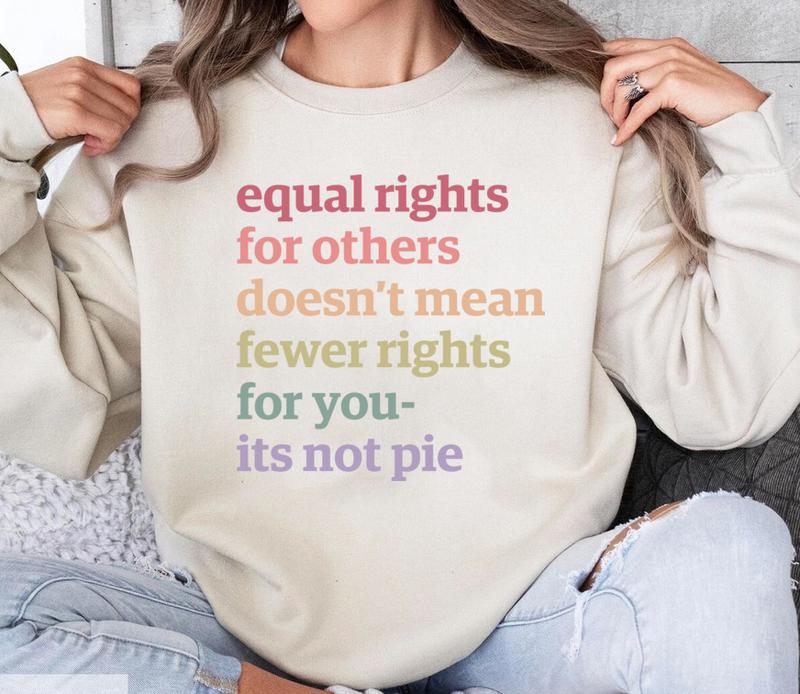 equal rights
for others
doesn’t mean
fewer rights
for you-
its not pie